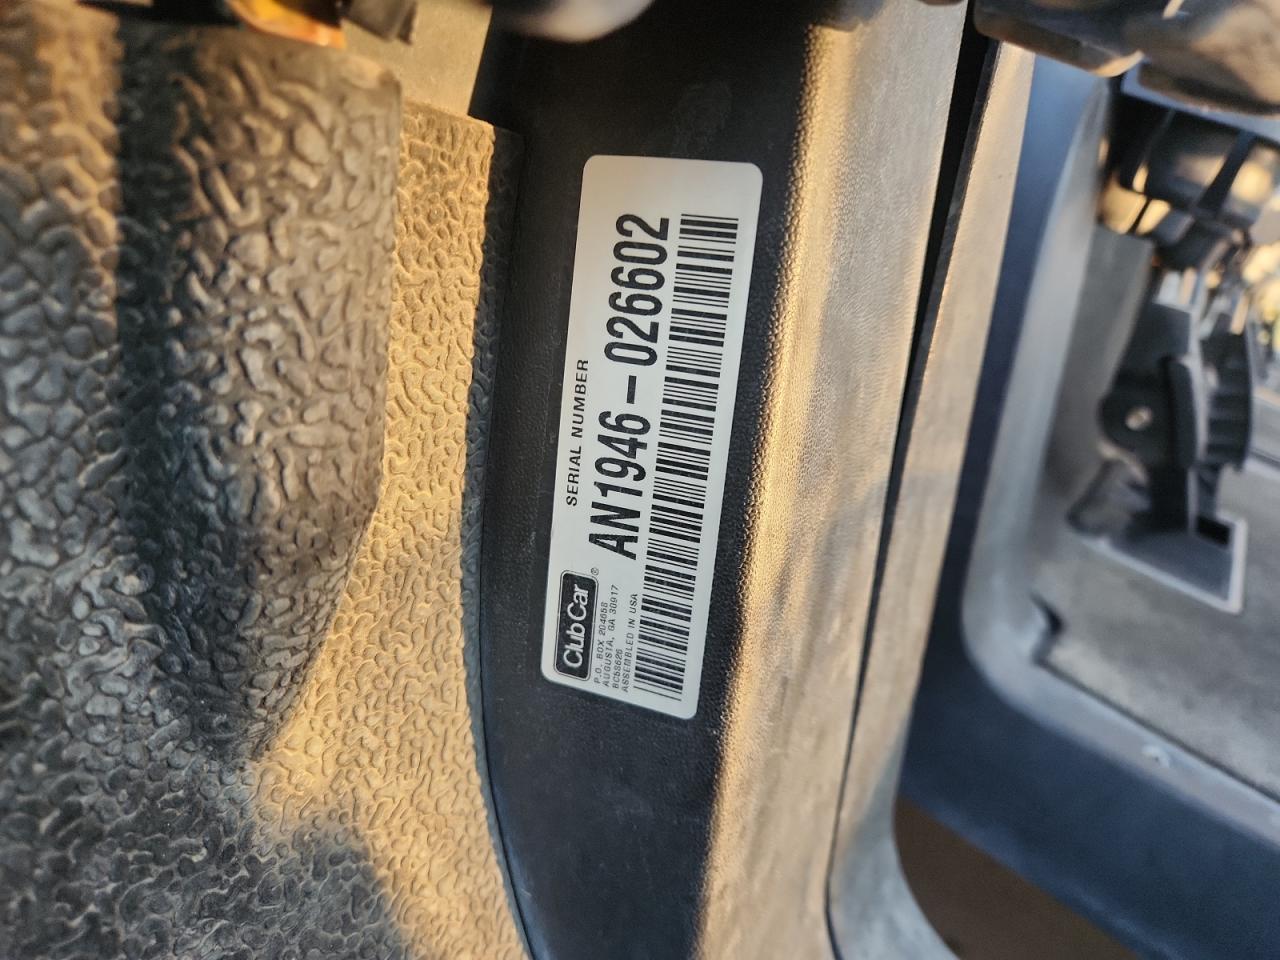 SERIAL NUMBER
AN1946-026602
Club Car®
P.O. BOX 204658
AUGUSTA, GA 30917
ASSEMBLED IN USA